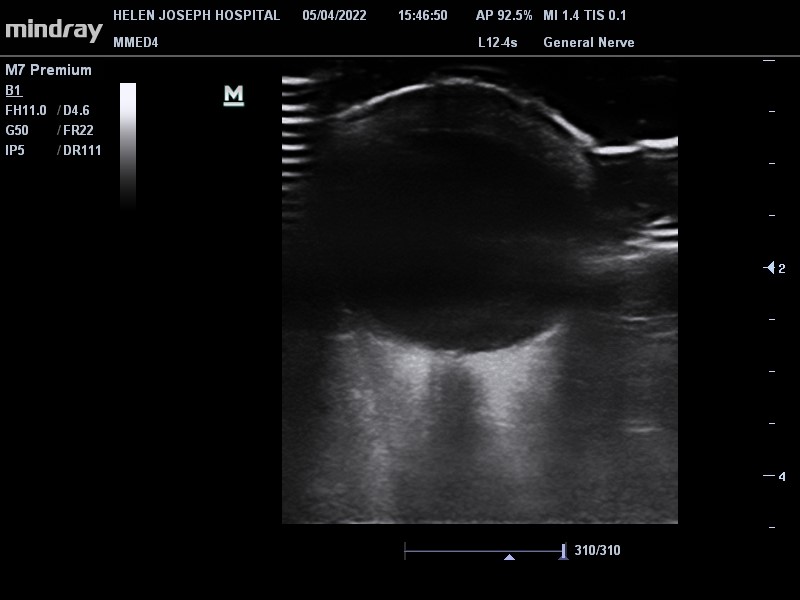 mindray
HELEN JOSEPH HOSPITAL 05/04/2022 15:46:50 AP 92.5% MI 1.4 TIS 0.1
MMED4 L12-4s General Nerve
M7 Premium
B1
FH11.0 / D4.6
G50 / FR22
IP5 / DR111
M
2
4
310/310